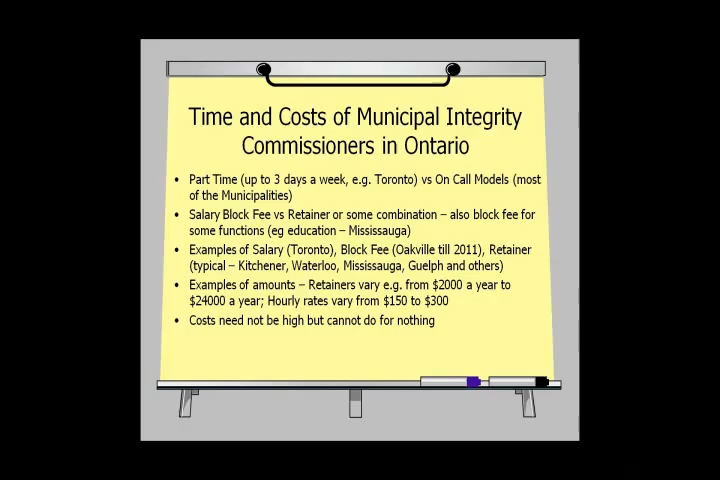 Time and Costs of Municipal Integrity
Commissioners in Ontario
• Part Time (up to 3 days a week, e.g. Toronto) vs On Call Models (most
of the Municipalities)
• Salary Block Fee vs Retainer or some combination – also block fee for
some functions (eg education – Mississauga)
• Examples of Salary (Toronto), Block Fee (Oakville till 2011), Retainer
(typical – Kitchener, Waterloo, Mississauga, Guelph and others)
• Examples of amounts – Retainers vary e.g. from $2000 a year to
$24000 a year; Hourly rates vary from $150 to $300
• Costs need not be high but cannot do for nothing